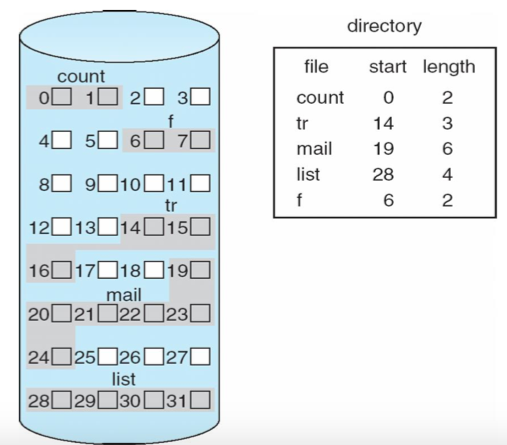 directory
file start length
count 0 2
tr 14 3
mail 19 6
list 28 4
f 6 2
count
0 1 2 3
f
4 5 6 7
8 9 10 11
tr
12 13 14 15
16 17 18 19
mail
20 21 22 23
24 25 26 27
list
28 29 30 31